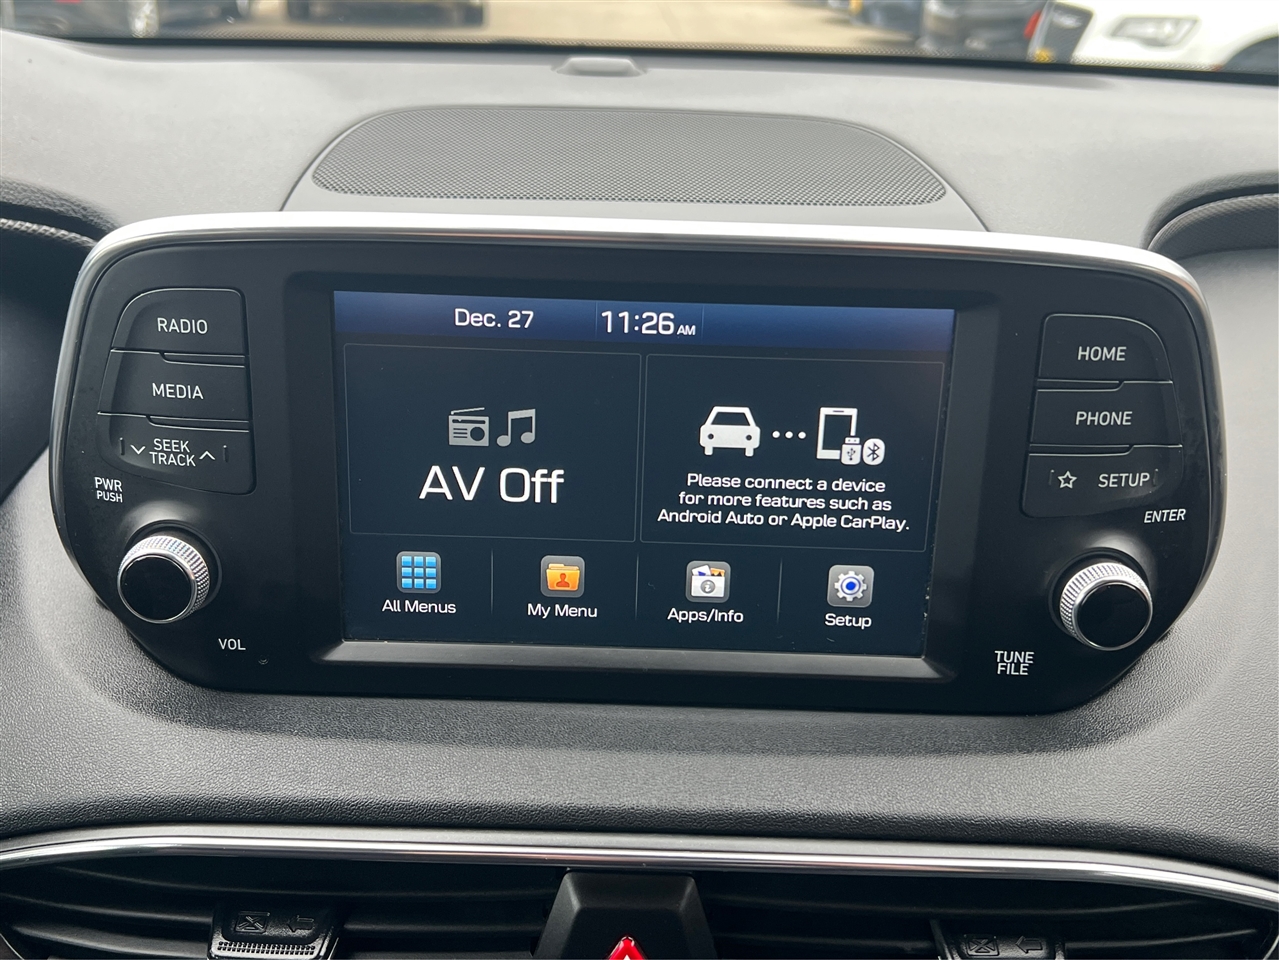 RADIO
MEDIA
SEEK
TRACK
PWR
PUSH
VOL
Dec. 27 11:26 AM
AV Off
Please connect a device
for more features such as
Android Auto or Apple CarPlay.
All Menus
My Menu
Apps/Info
Setup
HOME
PHONE
SETUP
ENTER
TUNE
FILE